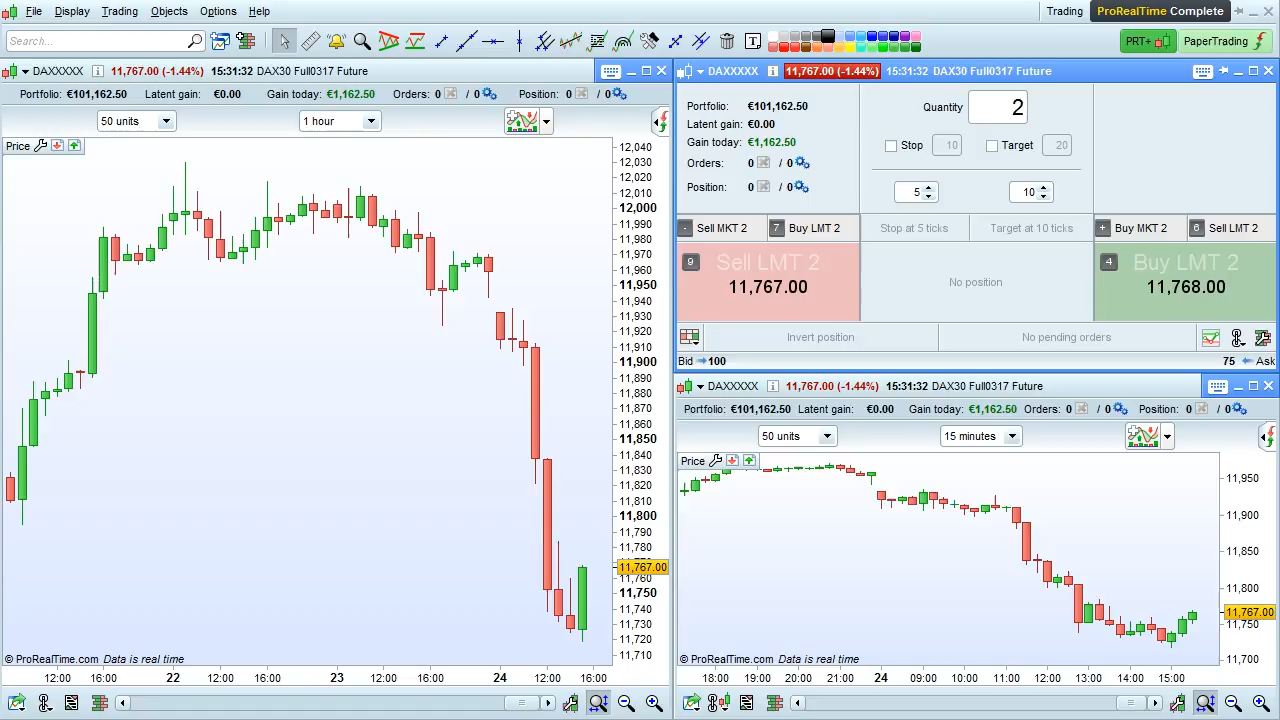 File Display Trading Objects Options Help
Trading ProRealTime Complete
Search...
T
PRT+ PaperTrading
DAXXXXX 11,767.00 (-1.44%) 15:31:32 DAX30 Full0317 Future
Portfolio: €101,162.50 Latent gain: €0.00 Gain today: €1,162.50 Orders: 0 / 0 Position: 0 / 0
50 units 1 hour
Price
12,040
12,030
12,020
12,010
12,000
11,990
11,980
11,970
11,960
11,950
11,940
11,930
11,920
11,910
11,900
11,890
11,880
11,870
11,860
11,850
11,840
11,830
11,820
11,810
11,800
11,790
11,780
11,767.00
11,760
11,750
11,740
11,730
11,720
11,710
© ProRealTime.com Data is real time
12:00 16:00 22 12:00 16:00 23 12:00 16:00 24 12:00 16:00
DAXXXXX 11,767.00 (-1.44%) 15:31:32 DAX30 Full0317 Future
Portfolio: €101,162.50
Latent gain: €0.00
Gain today: €1,162.50
Orders: 0 / 0
Position: 0 / 0
Quantity 2
Stop 10 Target 20
5 10
- Sell MKT 2 7 Buy LMT 2 Stop at 5 ticks Target at 10 ticks + Buy MKT 2 6 Sell LMT 2
9 Sell LMT 2
11,767.00
No position
4 Buy LMT 2
11,768.00
Invert position No pending orders
Bid 100 75 Ask
DAXXXXX 11,767.00 (-1.44%) 15:31:32 DAX30 Full0317 Future
Portfolio: €101,162.50 Latent gain: €0.00 Gain today: €1,162.50 Orders: 0 / 0 Position: 0 / 0
50 units 15 minutes
Price
11,950
11,900
11,850
11,800
11,767.00
11,750
11,700
© ProRealTime.com Data is real time
18:00 19:00 20:00 21:00 24 09:00 10:00 11:00 12:00 13:00 14:00 15:00